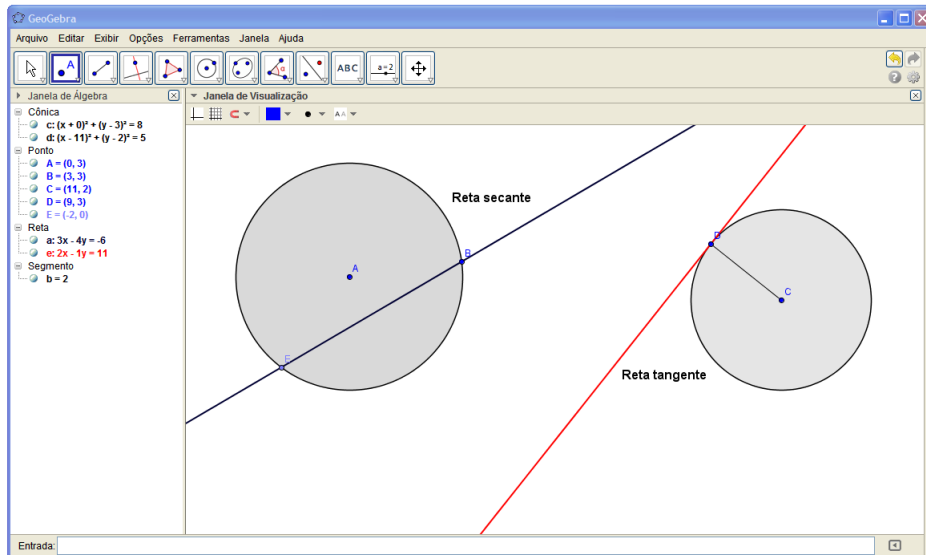 GeoGebra
Arquivo Editar Exibir Opções Ferramentas Janela Ajuda
A
α
ABC
a=2
Janela de Álgebra
Janela de Visualização
AA
Cônica
c: (x + 0)² + (y - 3)² = 8
d: (x - 11)² + (y - 2)² = 5
Ponto
A = (0, 3)
B = (3, 3)
C = (11, 2)
D = (9, 3)
E = (-2, 0)
Reta
a: 3x - 4y = -6
e: 2x - 1y = 11
Segmento
b = 2
Reta secante
A
B
E
D
C
Reta tangente
Entrada: